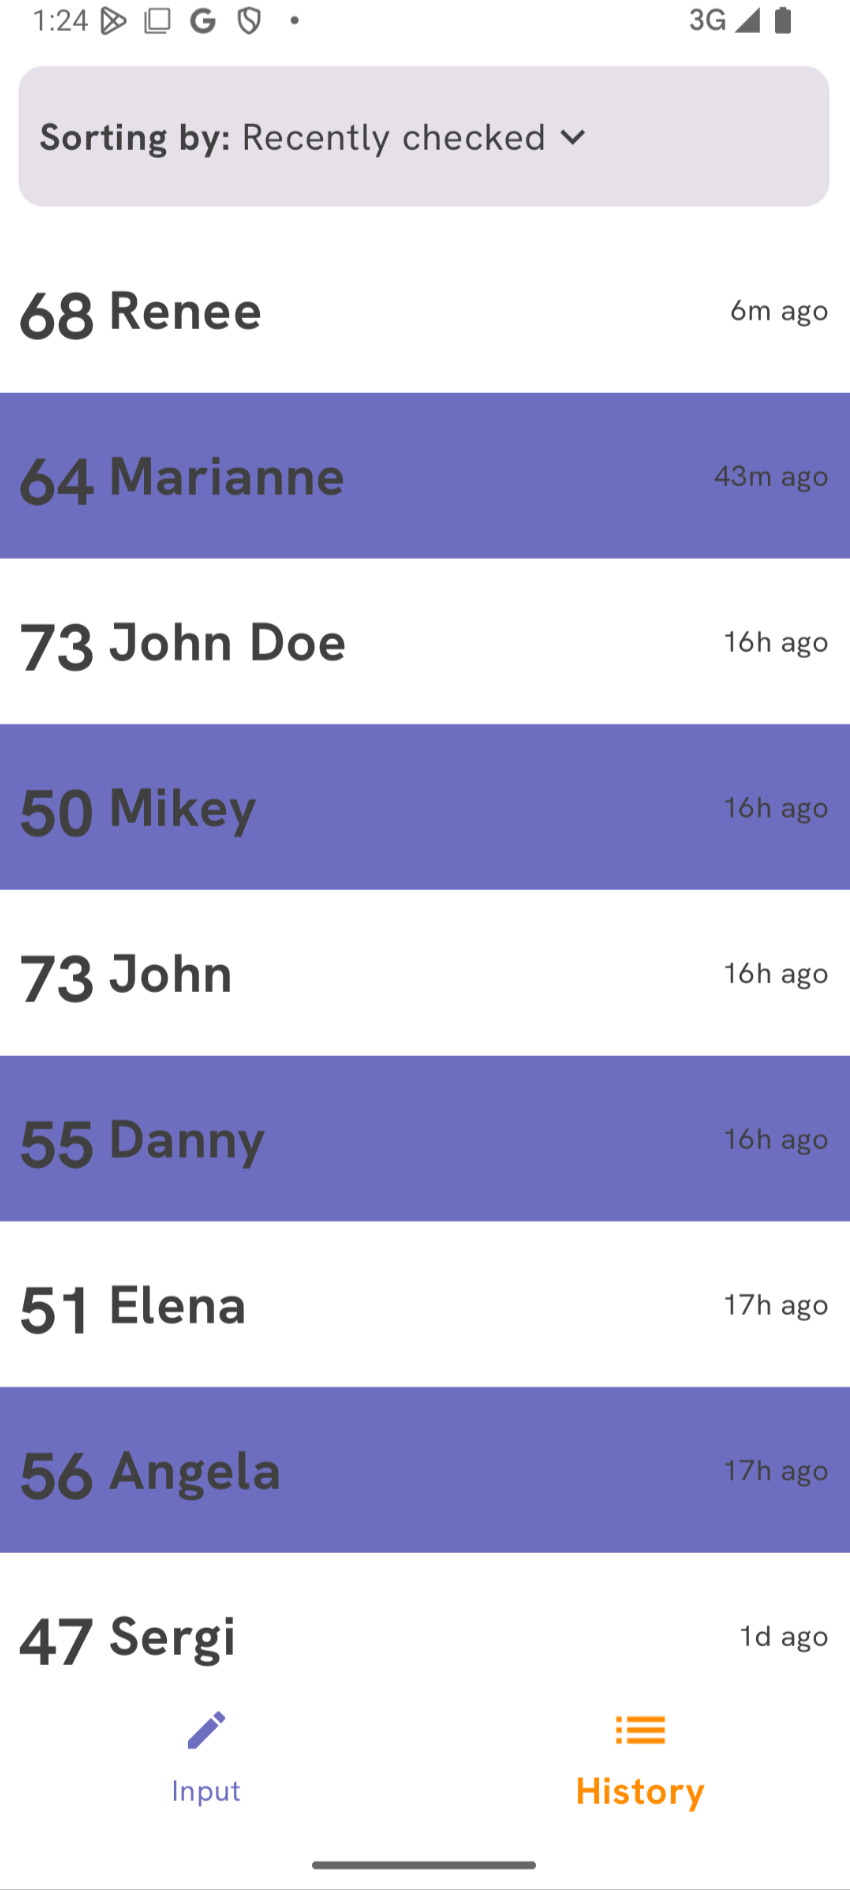 1:24 3G
Sorting by: Recently checked
68 Renee 6m ago
64 Marianne 43m ago
73 John Doe 16h ago
50 Mikey 16h ago
73 John 16h ago
55 Danny 16h ago
51 Elena 17h ago
56 Angela 17h ago
47 Sergi 1d ago
Input History